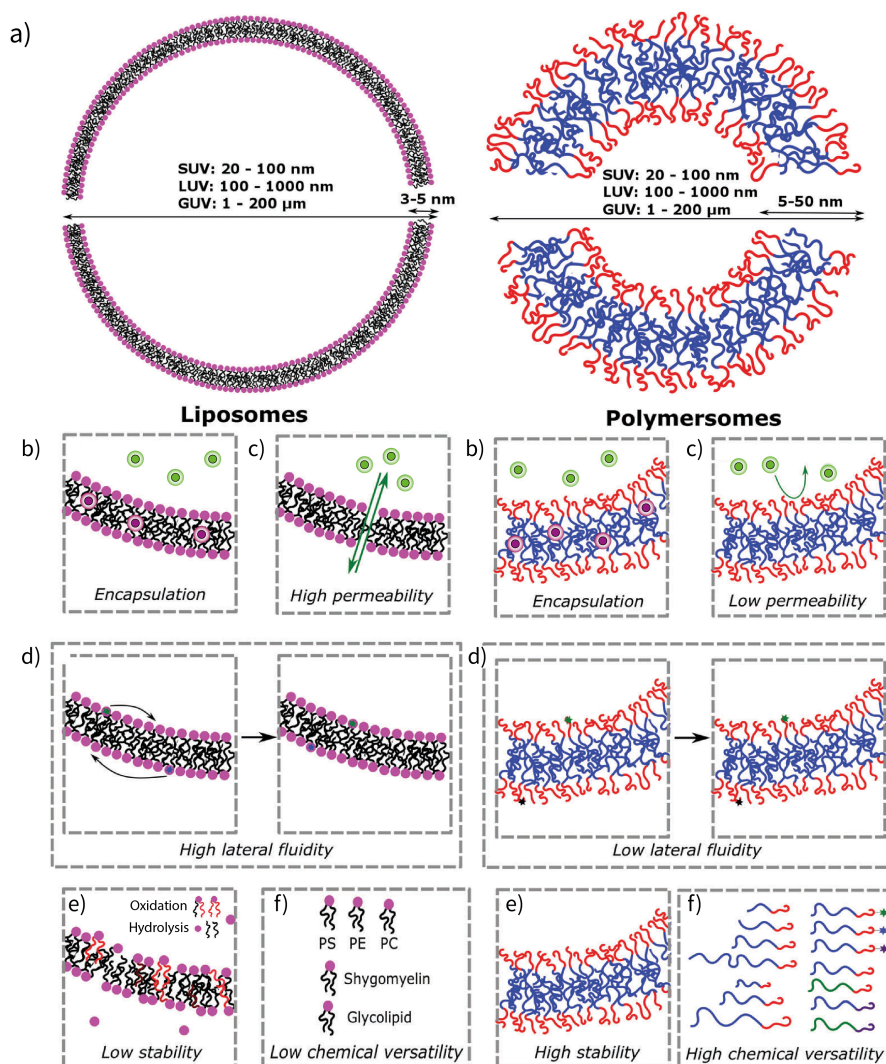 a)
SUV: 20 - 100 nm
LUV: 100 - 1000 nm
GUV: 1 - 200 µm
3-5 nm
SUV: 20 - 100 nm
LUV: 100 - 1000 nm
GUV: 1 - 200 µm
5-50 nm
Liposomes
Polymersomes
b)
Encapsulation
c)
High permeability
b)
Encapsulation
c)
Low permeability
d)
High lateral fluidity
d)
Low lateral fluidity
e)
Oxidation
Hydrolysis
Low stability
f)
PS PE PC
Shygomyelin
Glycolipid
Low chemical versatility
e)
High stability
f)
High chemical versatility